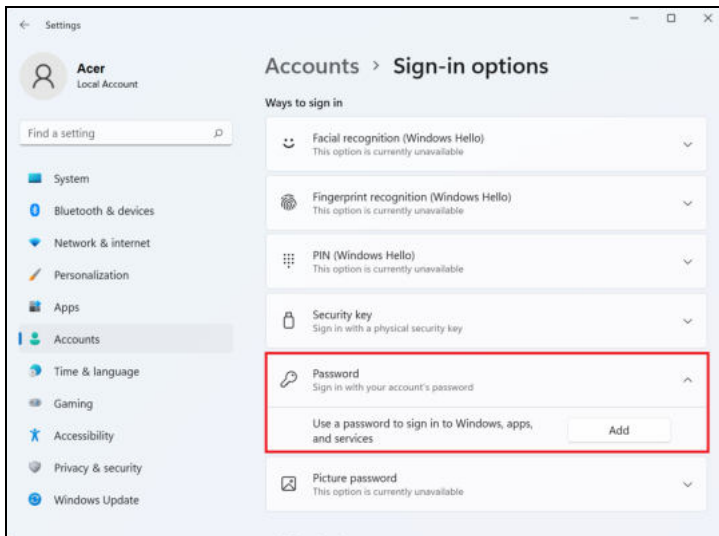 Settings
Acer
Local Account
Find a setting
System
Bluetooth & devices
Network & internet
Personalization
Apps
Accounts
Time & language
Gaming
Accessibility
Privacy & security
Windows Update
Accounts > Sign-in options
Ways to sign in
Facial recognition (Windows Hello)
This option is currently unavailable
Fingerprint recognition (Windows Hello)
This option is currently unavailable
PIN (Windows Hello)
This option is currently unavailable
Security key
Sign in with a physical security key
Password
Sign in with your account's password
Use a password to sign in to Windows, apps,
and services
Add
Picture password
This option is currently unavailable